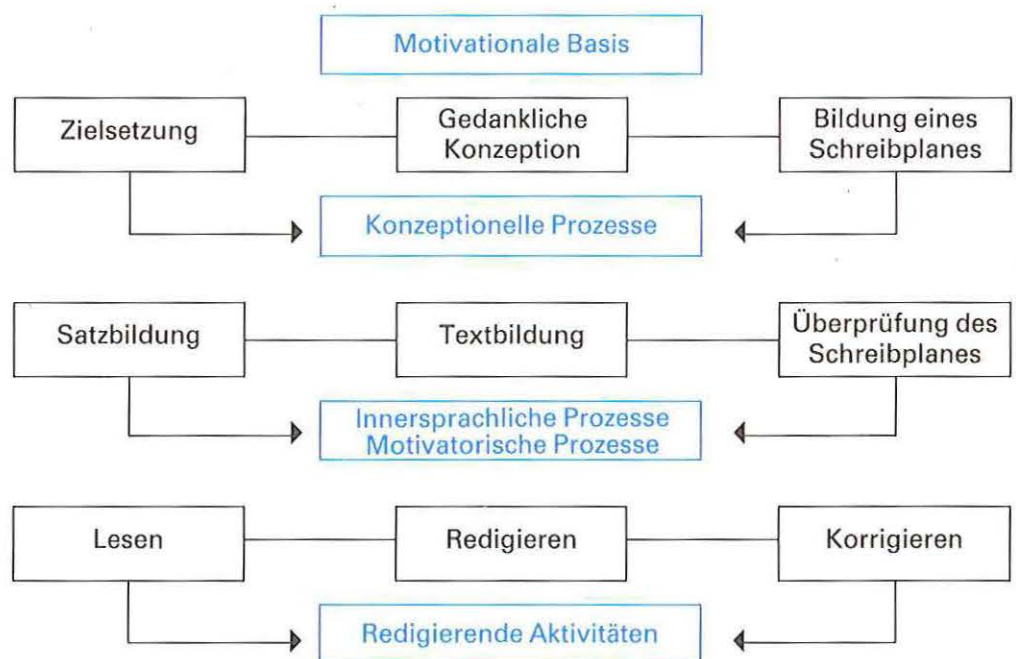 Motivationale Basis
Zielsetzung
Gedankliche
Konzeption
Bildung eines
Schreibplanes
Konzeptionelle Prozesse
Satzbildung
Textbildung
Überprüfung des
Schreibplanes
Innersprachliche Prozesse
Motivatorische Prozesse
Lesen
Redigieren
Korrigieren
Redigierende Aktivitäten